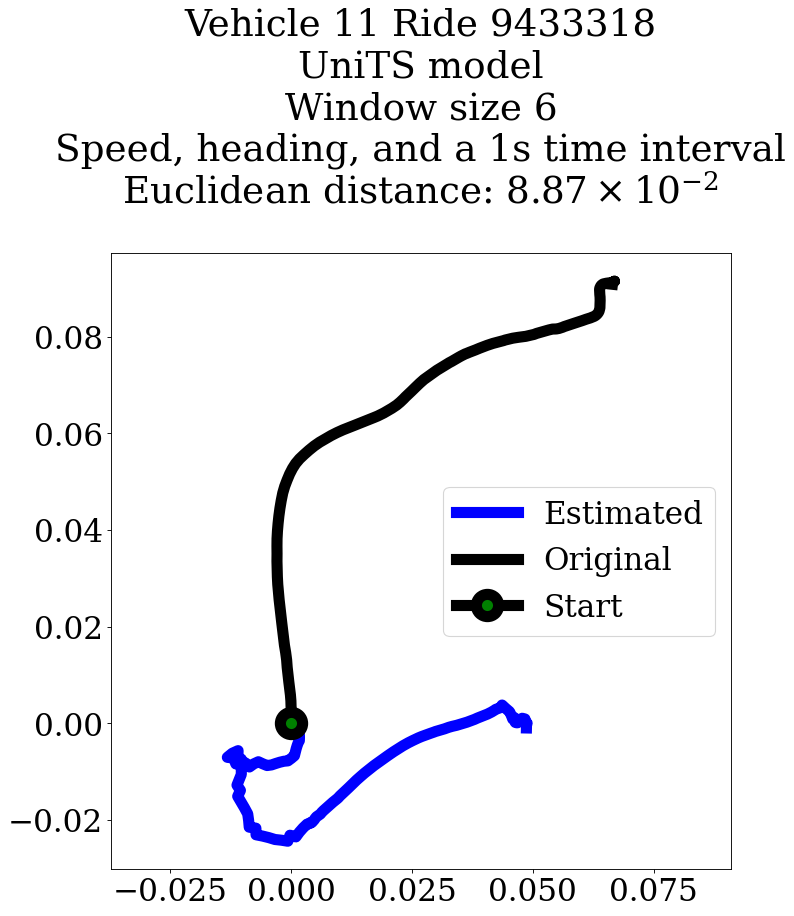 Vehicle 11 Ride 9433318
UniTS model
Window size 6
Speed, heading, and a 1s time interval
Euclidean distance: 8.87 × 10⁻²
0.08
0.06
0.04
0.02
0.00
−0.02
Estimated
Original
Start
−0.025 0.000 0.025 0.050 0.075